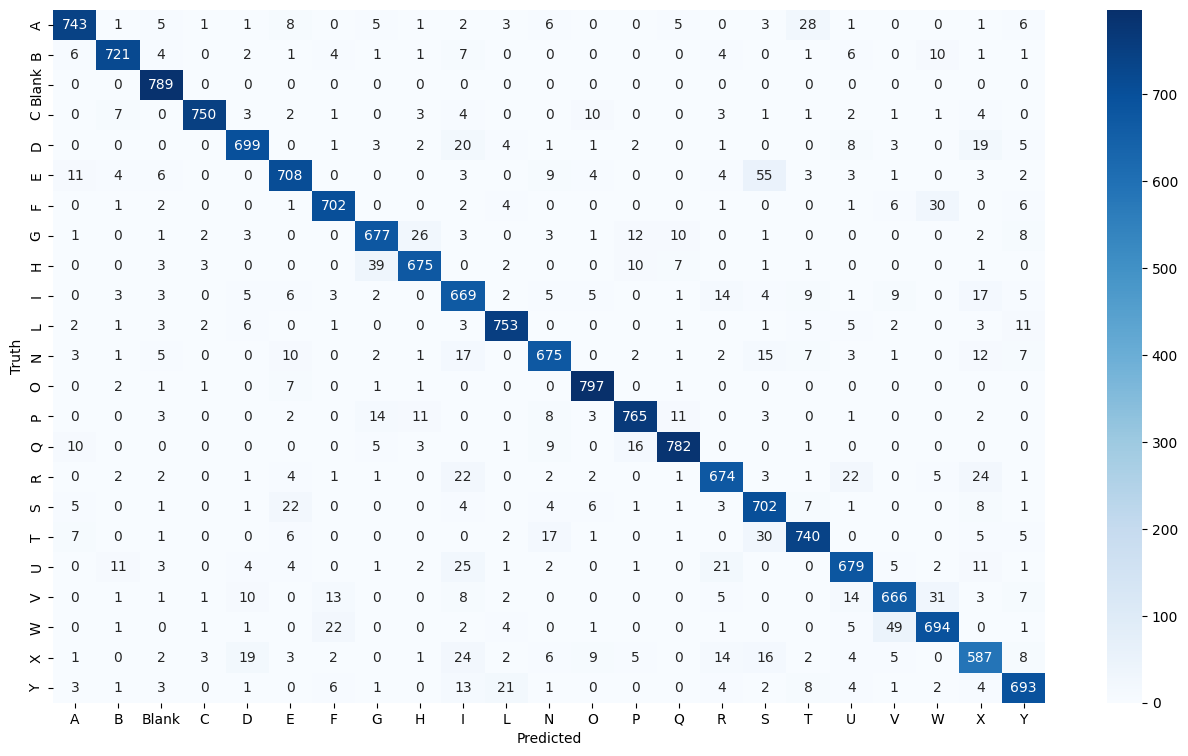 A 743 1 5 1 1 8 0 5 1 2 3 6 0 0 5 0 3 28 1 0 0 1 6
B 6 721 4 0 2 1 4 1 1 7 0 0 0 0 0 4 0 1 6 0 10 1 1
Blank 0 0 789 0 0 0 0 0 0 0 0 0 0 0 0 0 0 0 0 0 0 0 0
C 0 7 0 750 3 2 1 0 3 4 0 0 10 0 0 3 1 1 2 1 1 4 0
D 0 0 0 0 699 0 1 3 2 20 4 1 1 2 0 1 0 0 8 3 0 19 5
E 11 4 6 0 0 708 0 0 0 3 0 9 4 0 0 4 55 3 3 1 0 3 2
F 0 1 2 0 0 1 702 0 0 2 4 0 0 0 0 1 0 0 1 6 30 0 6
G 1 0 1 2 3 0 0 677 26 3 0 3 1 12 10 0 1 0 0 0 0 2 8
H 0 0 3 3 0 0 0 39 675 0 2 0 0 10 7 0 1 1 0 0 0 1 0
I 0 3 3 0 5 6 3 2 0 669 2 5 5 0 1 14 4 9 1 9 0 17 5
L 2 1 3 2 6 0 1 0 0 3 753 0 0 0 1 0 1 5 5 2 0 3 11
N 3 1 5 0 0 10 0 2 1 17 0 675 0 2 1 2 15 7 3 1 0 12 7
O 0 2 1 1 0 7 0 1 1 0 0 0 797 0 1 0 0 0 0 0 0 0 0
P 0 0 3 0 0 2 0 14 11 0 0 8 3 765 11 0 3 0 1 0 0 2 0
Q 10 0 0 0 0 0 0 5 3 0 1 9 0 16 782 0 0 1 0 0 0 0 0
R 0 2 2 0 1 4 1 1 0 22 0 2 2 0 1 674 3 1 22 0 5 24 1
S 5 0 1 0 1 22 0 0 0 4 0 4 6 1 1 3 702 7 1 0 0 8 1
T 7 0 1 0 0 6 0 0 0 1 2 17 1 0 1 0 30 740 0 0 0 5 5
U 0 11 3 0 4 4 0 1 2 25 1 2 0 1 0 21 0 0 679 5 2 11 1
V 0 1 1 1 10 0 13 0 0 8 2 0 0 0 0 5 0 0 14 666 31 3 7
W 0 1 0 1 1 0 22 0 0 2 4 0 1 0 0 1 0 0 5 49 694 0 1
X 1 0 2 3 19 3 2 0 1 24 2 6 9 5 0 14 16 2 4 5 0 587 8
Y 3 1 3 0 1 0 6 1 0 13 21 1 0 0 0 4 2 8 4 1 2 4 693
A B Blank C D E F G H I L N O P Q R S T U V W X Y
Predicted
Truth
700
600
500
400
300
200
100
0